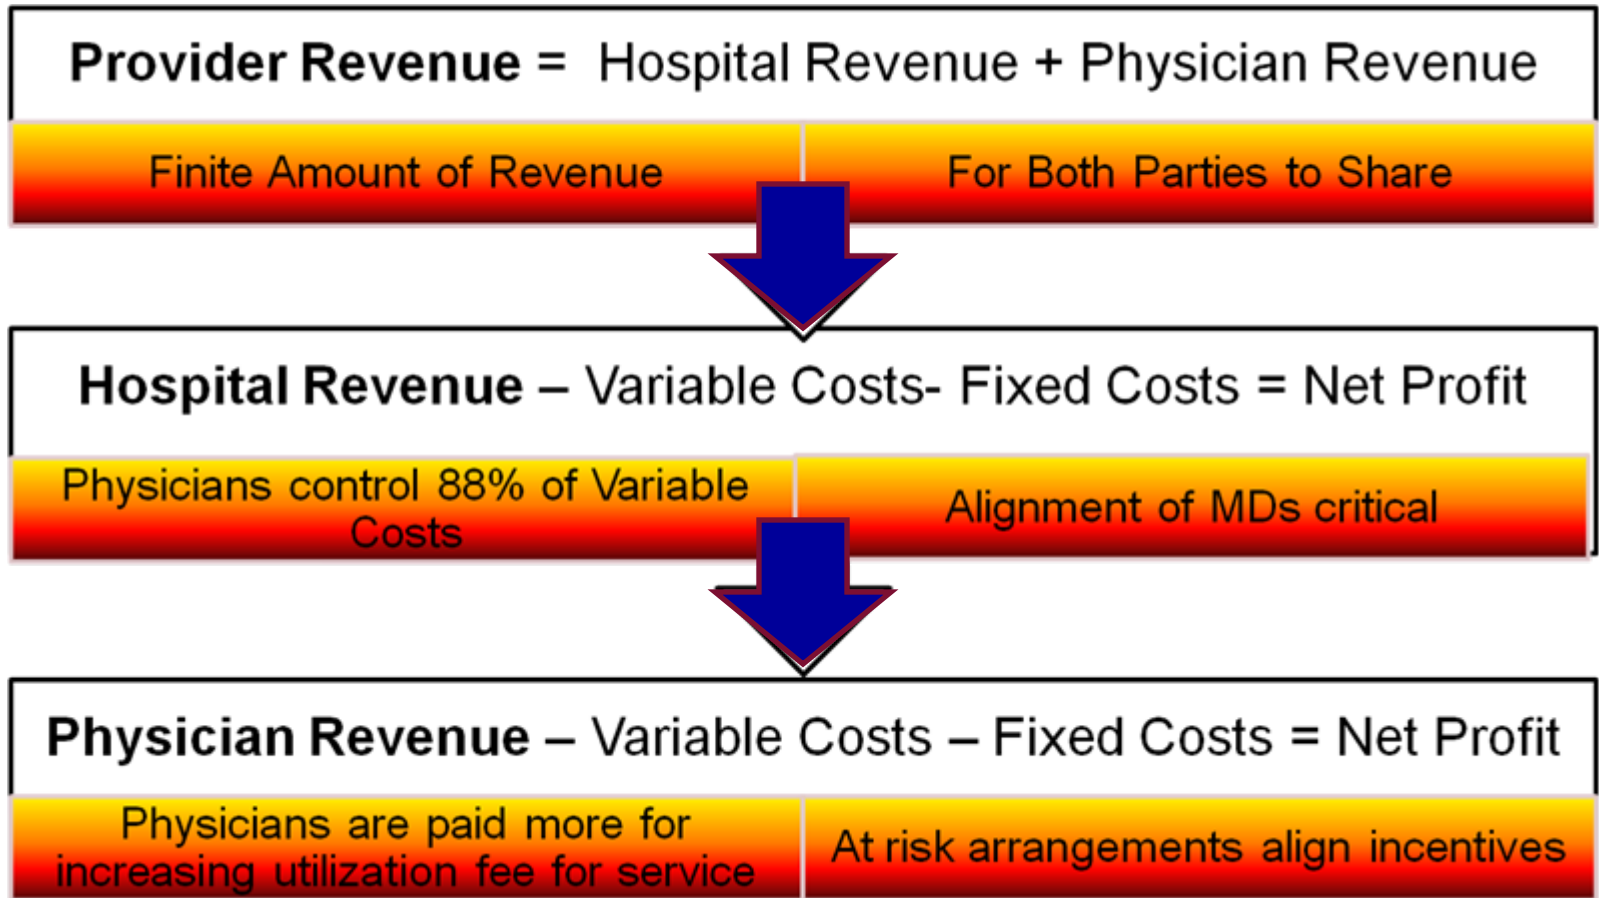 Provider Revenue = Hospital Revenue + Physician Revenue
Finite Amount of Revenue
For Both Parties to Share
Hospital Revenue – Variable Costs- Fixed Costs = Net Profit
Physicians control 88% of Variable
Costs
Alignment of MDs critical
Physician Revenue – Variable Costs – Fixed Costs = Net Profit
Physicians are paid more for
increasing utilization fee for service
At risk arrangements align incentives